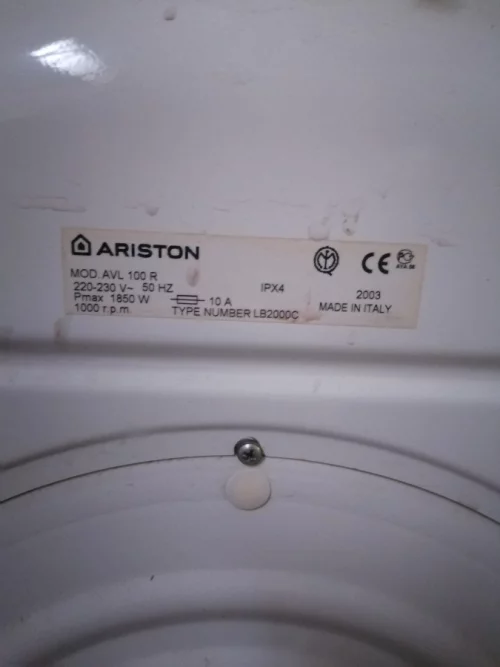 ARISTON
MOD. AVL 100 R
220-230 V~ 50 HZ
IPX4
Pmax 1850 W
10 A
2003
1000 r.p.m.
TYPE NUMBER LB2000C
MADE IN ITALY
CE